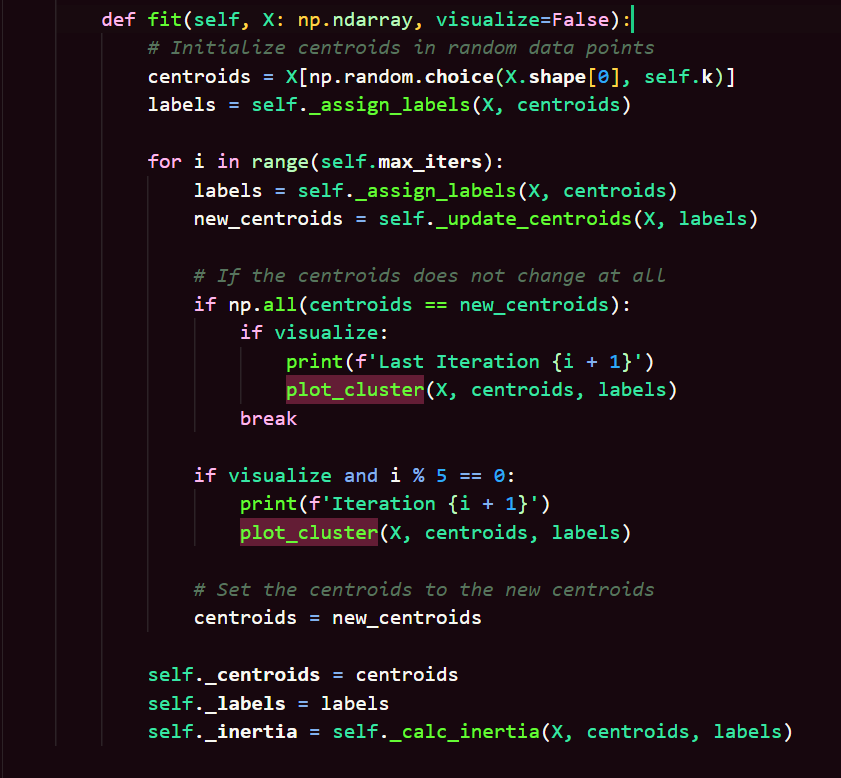 def fit(self, X: np.ndarray, visualize=False):
    # Initialize centroids in random data points
    centroids = X[np.random.choice(X.shape[0], self.k)]
    labels = self._assign_labels(X, centroids)

    for i in range(self.max_iters):
        labels = self._assign_labels(X, centroids)
        new_centroids = self._update_centroids(X, labels)

        # If the centroids does not change at all
        if np.all(centroids == new_centroids):
            if visualize:
                print(f'Last Iteration {i + 1}')
                plot_cluster(X, centroids, labels)
            break

        if visualize and i % 5 == 0:
            print(f'Iteration {i + 1}')
            plot_cluster(X, centroids, labels)

        # Set the centroids to the new centroids
        centroids = new_centroids

    self._centroids = centroids
    self._labels = labels
    self._inertia = self._calc_inertia(X, centroids, labels)